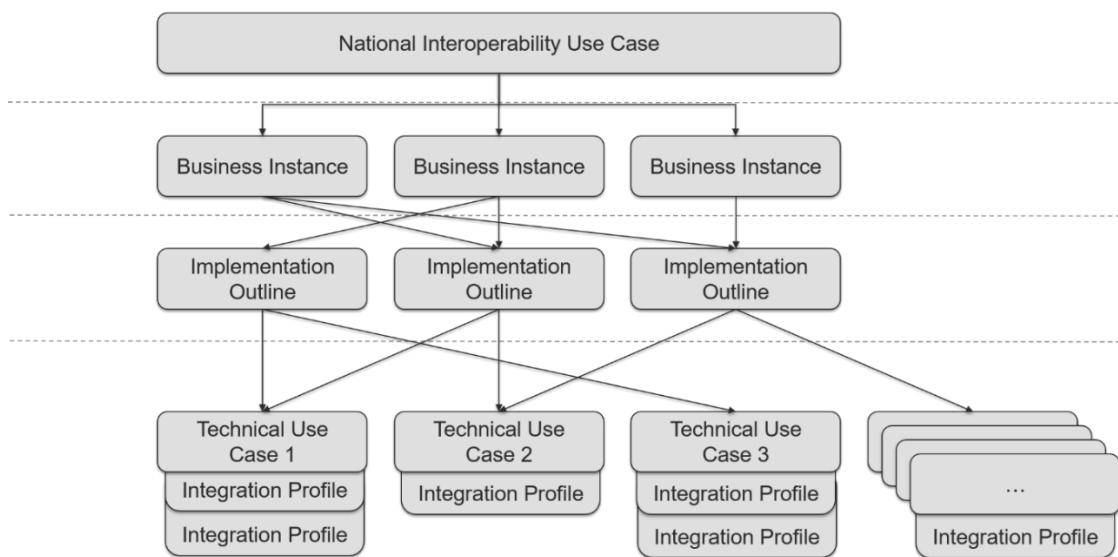 National Interoperability Use Case
Business Instance
Business Instance
Business Instance
Implementation
Outline
Implementation
Outline
Implementation
Outline
Technical Use
Case 1
Integration Profile
Integration Profile
Technical Use
Case 2
Integration Profile
Technical Use
Case 3
Integration Profile
Integration Profile
...
Integration Profile